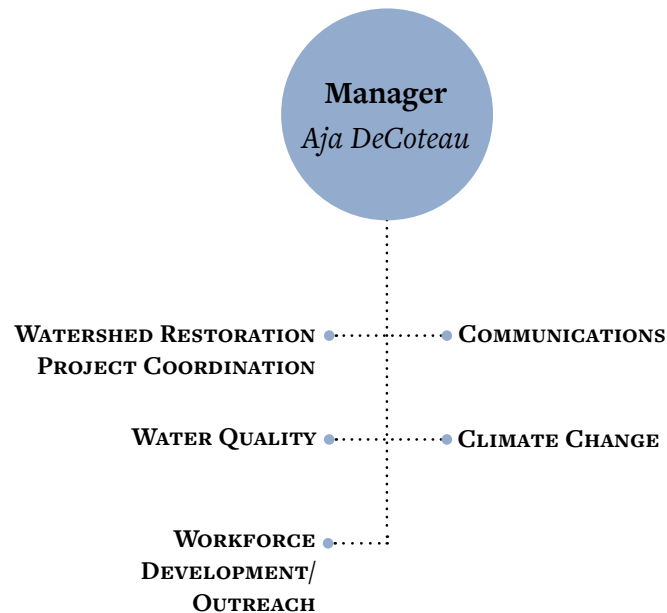 Manager
Aja DeCoteau
Watershed Restoration
Project Coordination
Communications
Water Quality
Climate Change
Workforce
Development/
Outreach